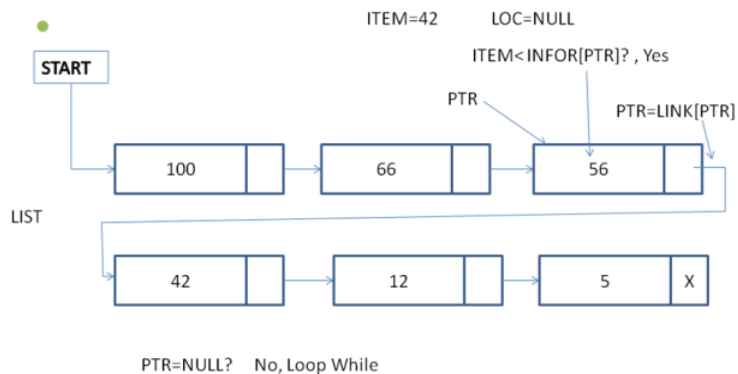 ITEM=42 LOC=NULL
ITEM<INFOR[PTR]? , Yes
START
PTR
PTR=LINK[PTR]
100 66 56
LIST
42 12 5 X
PTR=NULL? No, Loop While